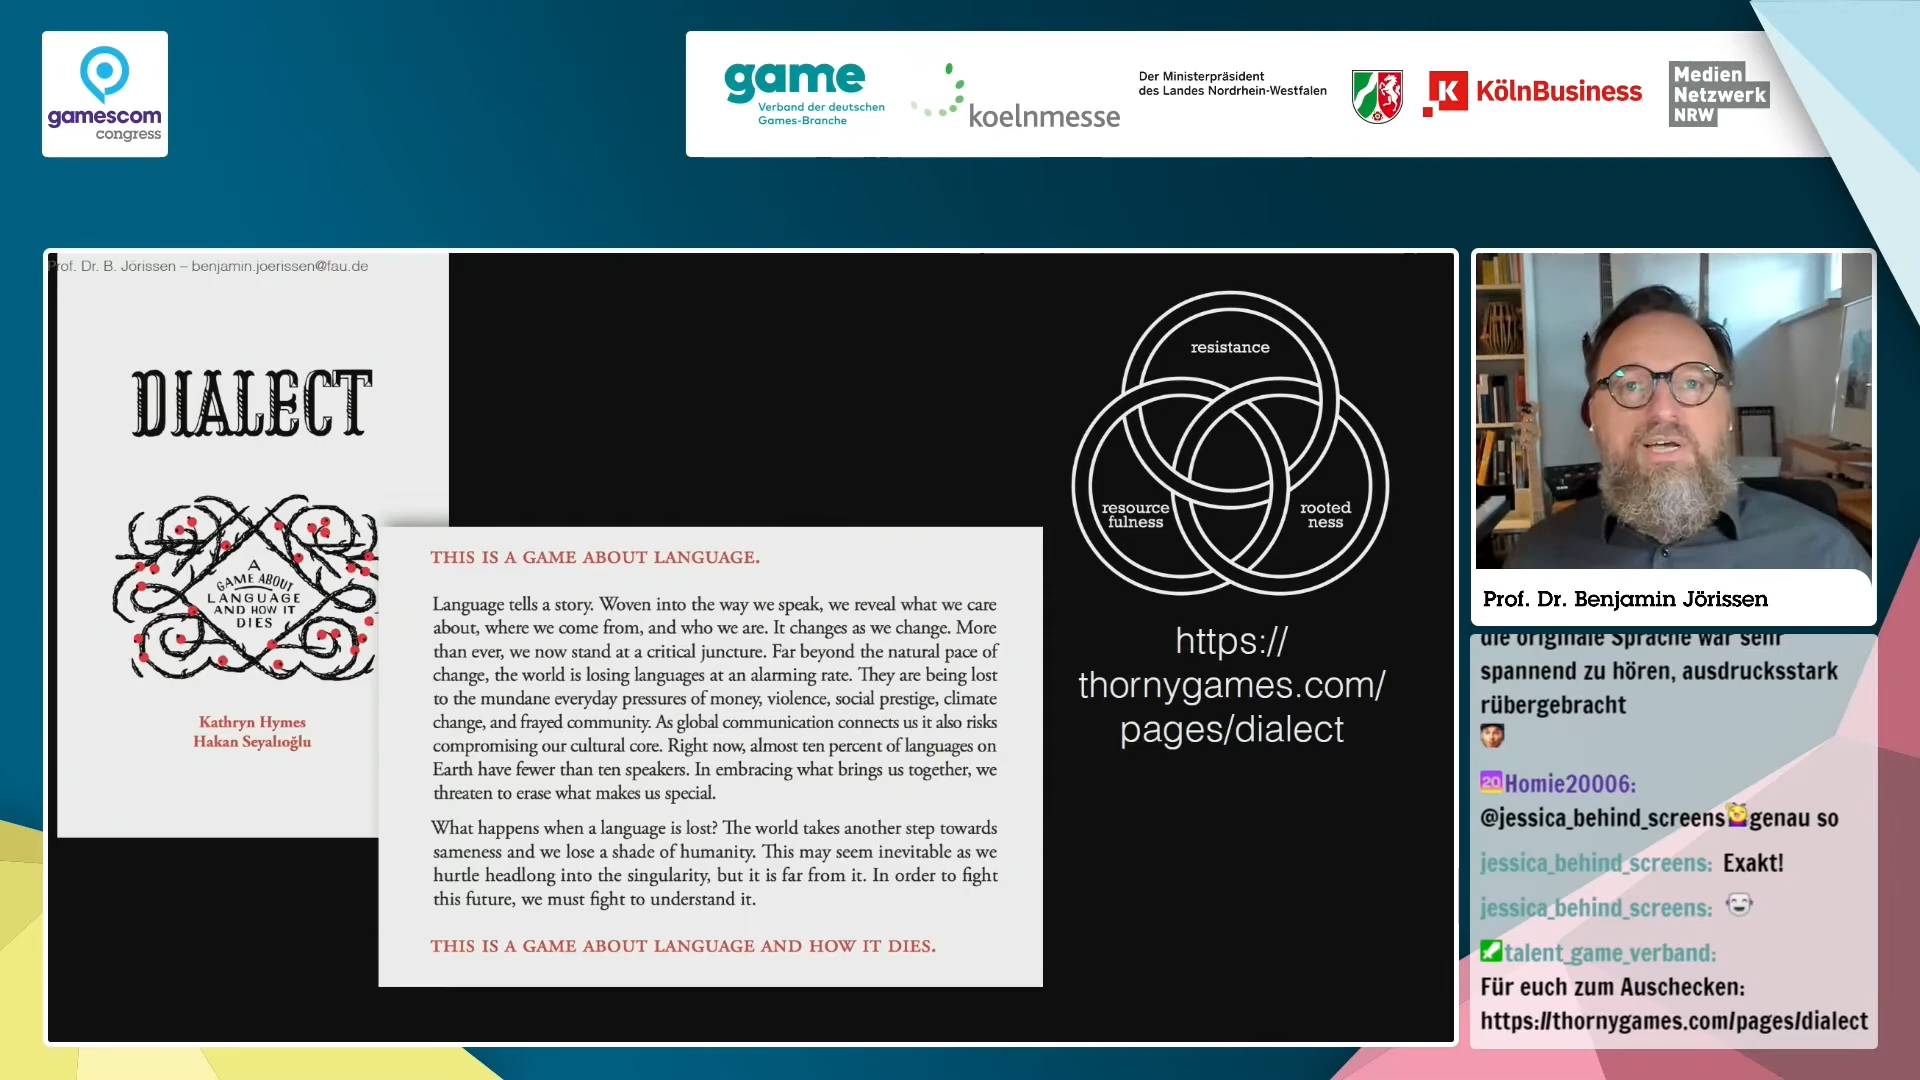 gamescom
congress
game
Verband der deutschen
Games-Branche
koelnmesse
Der Ministerpräsident
des Landes Nordrhein-Westfalen
K KölnBusiness
Medien
Netzwerk
NRW
Prof. Dr. B. Jörissen – benjamin.joerissen@fau.de
DIALECT
A
GAME ABOUT
LANGUAGE
AND HOW IT
DIES
Kathryn Hymes
Hakan Seyalıoğlu
THIS IS A GAME ABOUT LANGUAGE.
Language tells a story. Woven into the way we speak, we reveal what we care
about, where we come from, and who we are. It changes as we change. More
than ever, we now stand at a critical juncture. Far beyond the natural pace of
change, the world is losing languages at an alarming rate. They are being lost
to the mundane everyday pressures of money, violence, social prestige, climate
change, and frayed community. As global communication connects us it also risks
compromising our cultural core. Right now, almost ten percent of languages on
Earth have fewer than ten speakers. In embracing what brings us together, we
threaten to erase what makes us special.
What happens when a language is lost? The world takes another step towards
sameness and we lose a shade of humanity. This may seem inevitable as we
hurtle headlong into the singularity, but it is far from it. In order to fight
this future, we must fight to understand it.
THIS IS A GAME ABOUT LANGUAGE AND HOW IT DIES.
resistance
resource
fulness
rooted
ness
https://
thornygames.com/
pages/dialect
Prof. Dr. Benjamin Jörissen
die originale Sprache war sehr
spannend zu hören, ausdrucksstark
rübergebracht
20 Homie20006:
@jessica_behind_screens genau so
jessica_behind_screens: Exakt!
jessica_behind_screens:
talent_game_verband:
Für euch zum Auschecken:
https://thornygames.com/pages/dialect